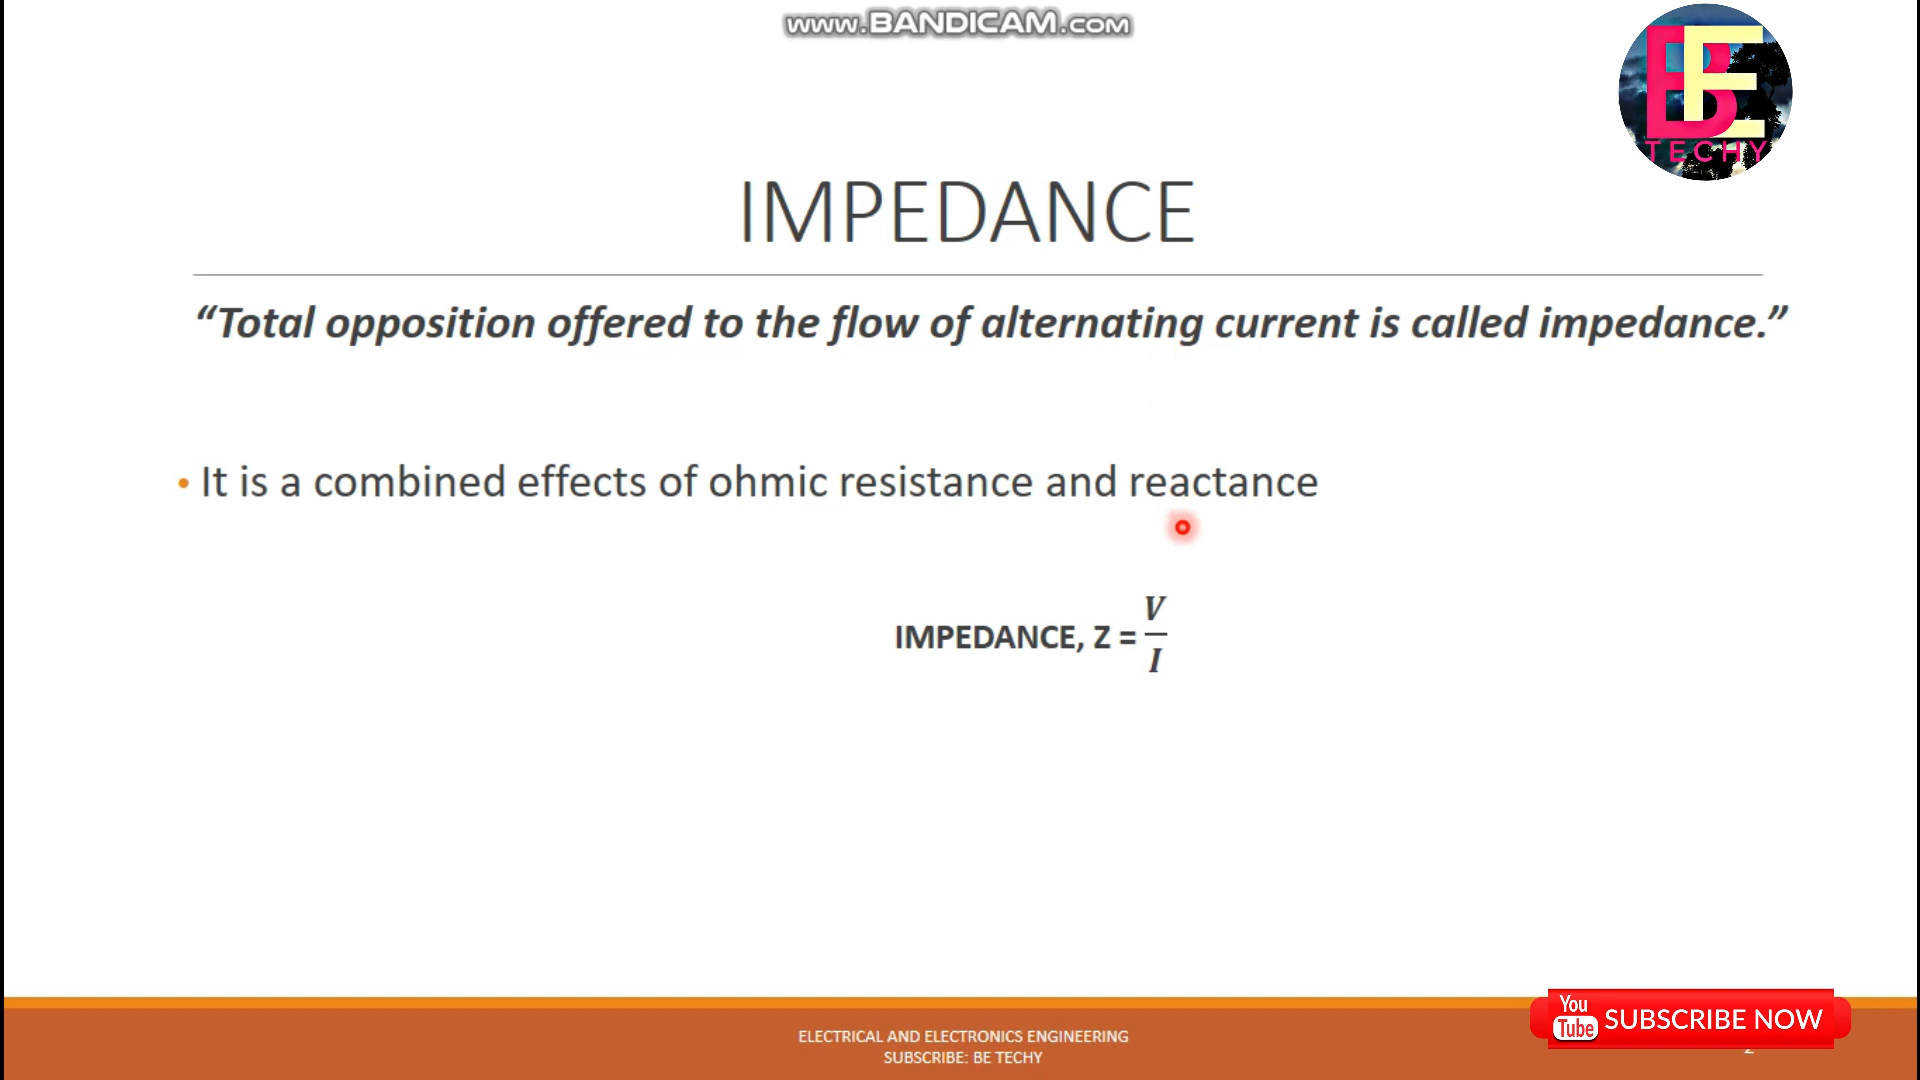 www.BANDICAM.com
BE
TECHY
IMPEDANCE
“Total opposition offered to the flow of alternating current is called impedance.”
• It is a combined effects of ohmic resistance and reactance
IMPEDANCE, Z = V/I
You Tube SUBSCRIBE NOW
ELECTRICAL AND ELECTRONICS ENGINEERING
SUBSCRIBE: BE TECHY
2